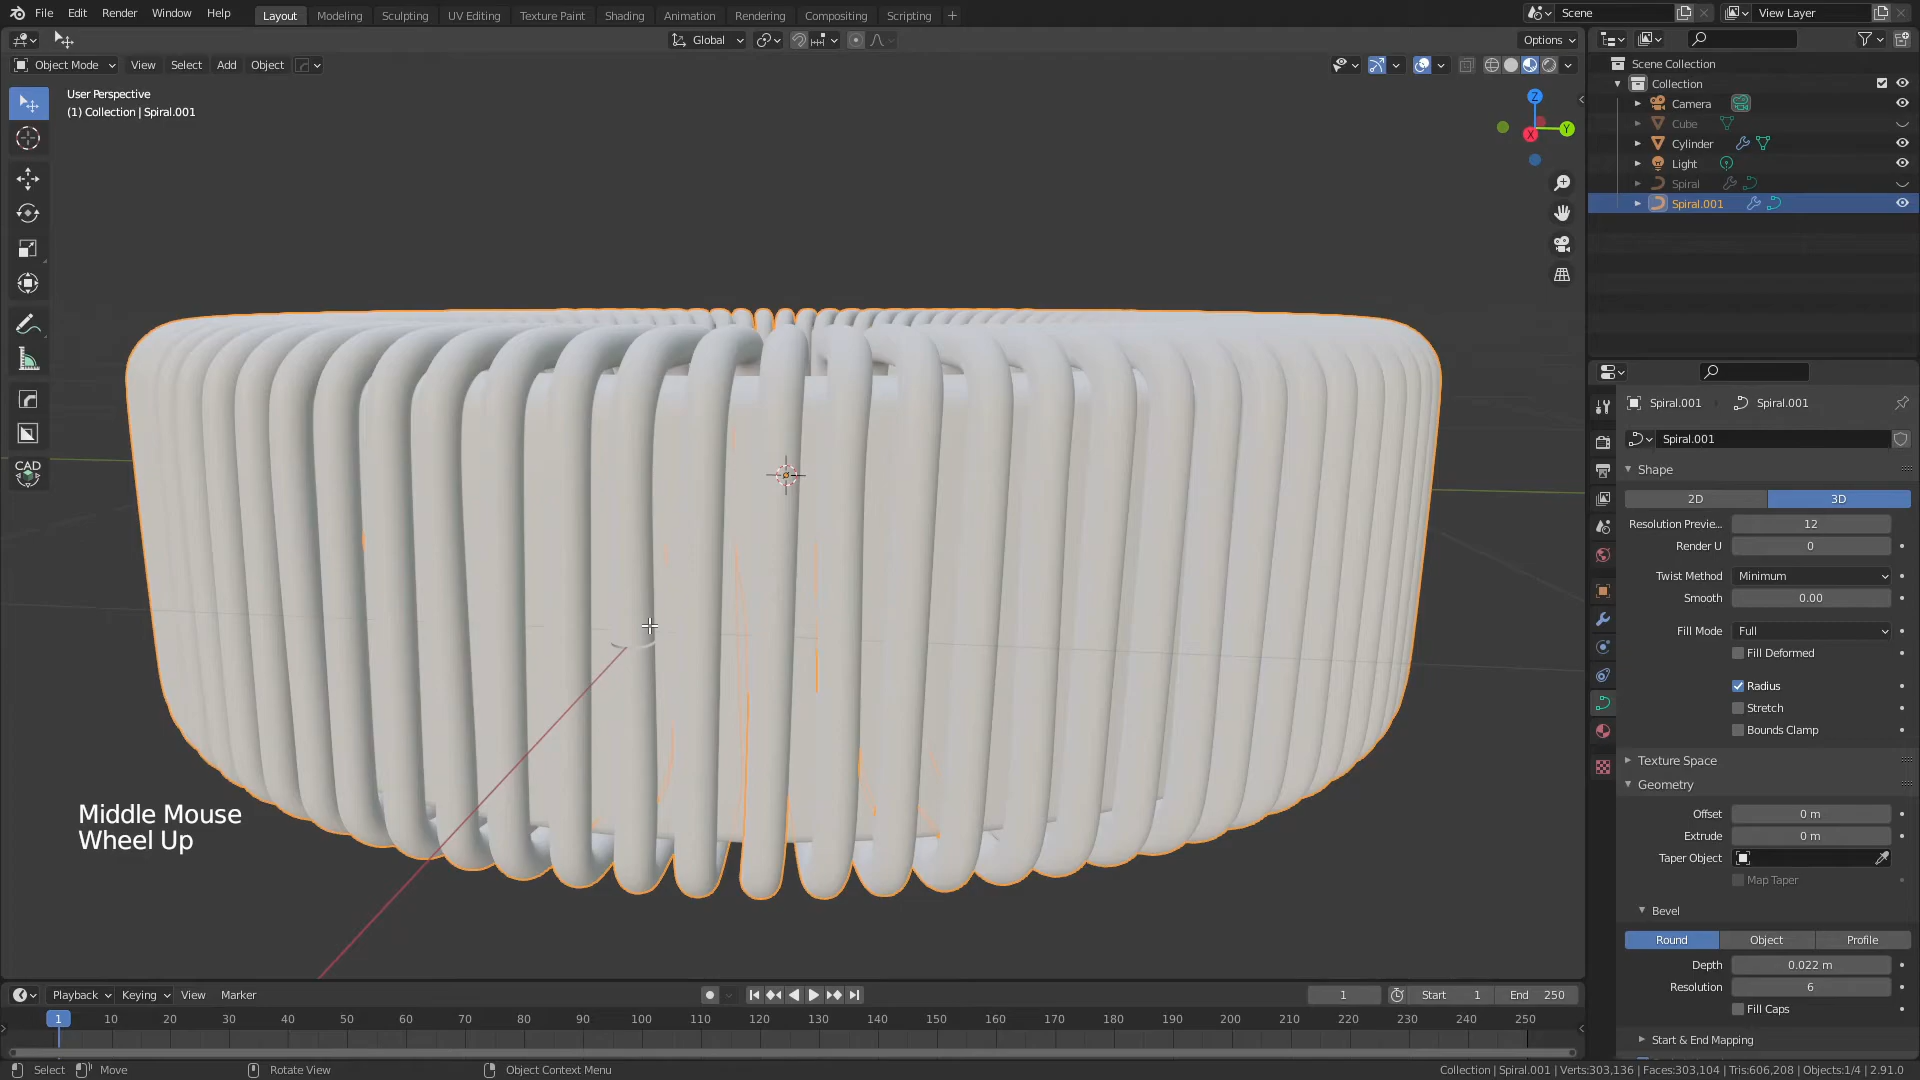 File Edit Render Window Help
Layout Modeling Sculpting UV Editing Texture Paint Shading Animation Rendering Compositing Scripting +
Scene
View Layer
Global
Options
Object Mode View Select Add Object
User Perspective
(1) Collection | Spiral.001
Z
Y
X
CAD
Middle Mouse
Wheel Up
Scene Collection
Collection
Camera
Cube
Cylinder
Light
Spiral
Spiral.001
Spiral.001 Spiral.001
Spiral.001
Shape
2D 3D
Resolution Previe... 12
Render U 0
Twist Method Minimum
Smooth 0.00
Fill Mode Full
Fill Deformed
Radius
Stretch
Bounds Clamp
Texture Space
Geometry
Offset 0 m
Extrude 0 m
Taper Object
Map Taper
Bevel
Round Object Profile
Depth 0.022 m
Resolution 6
Fill Caps
Start & End Mapping
Playback Keying View Marker
1 Start 1 End 250
1 10 20 30 40 50 60 70 80 90 100 110 120 130 140 150 160 170 180 190 200 210 220 230 240 250
Select Move Rotate View Object Context Menu
Collection | Spiral.001 | Verts:303,136 | Faces:303,104 | Tris:606,208 | Objects:1/4 | 2.91.0